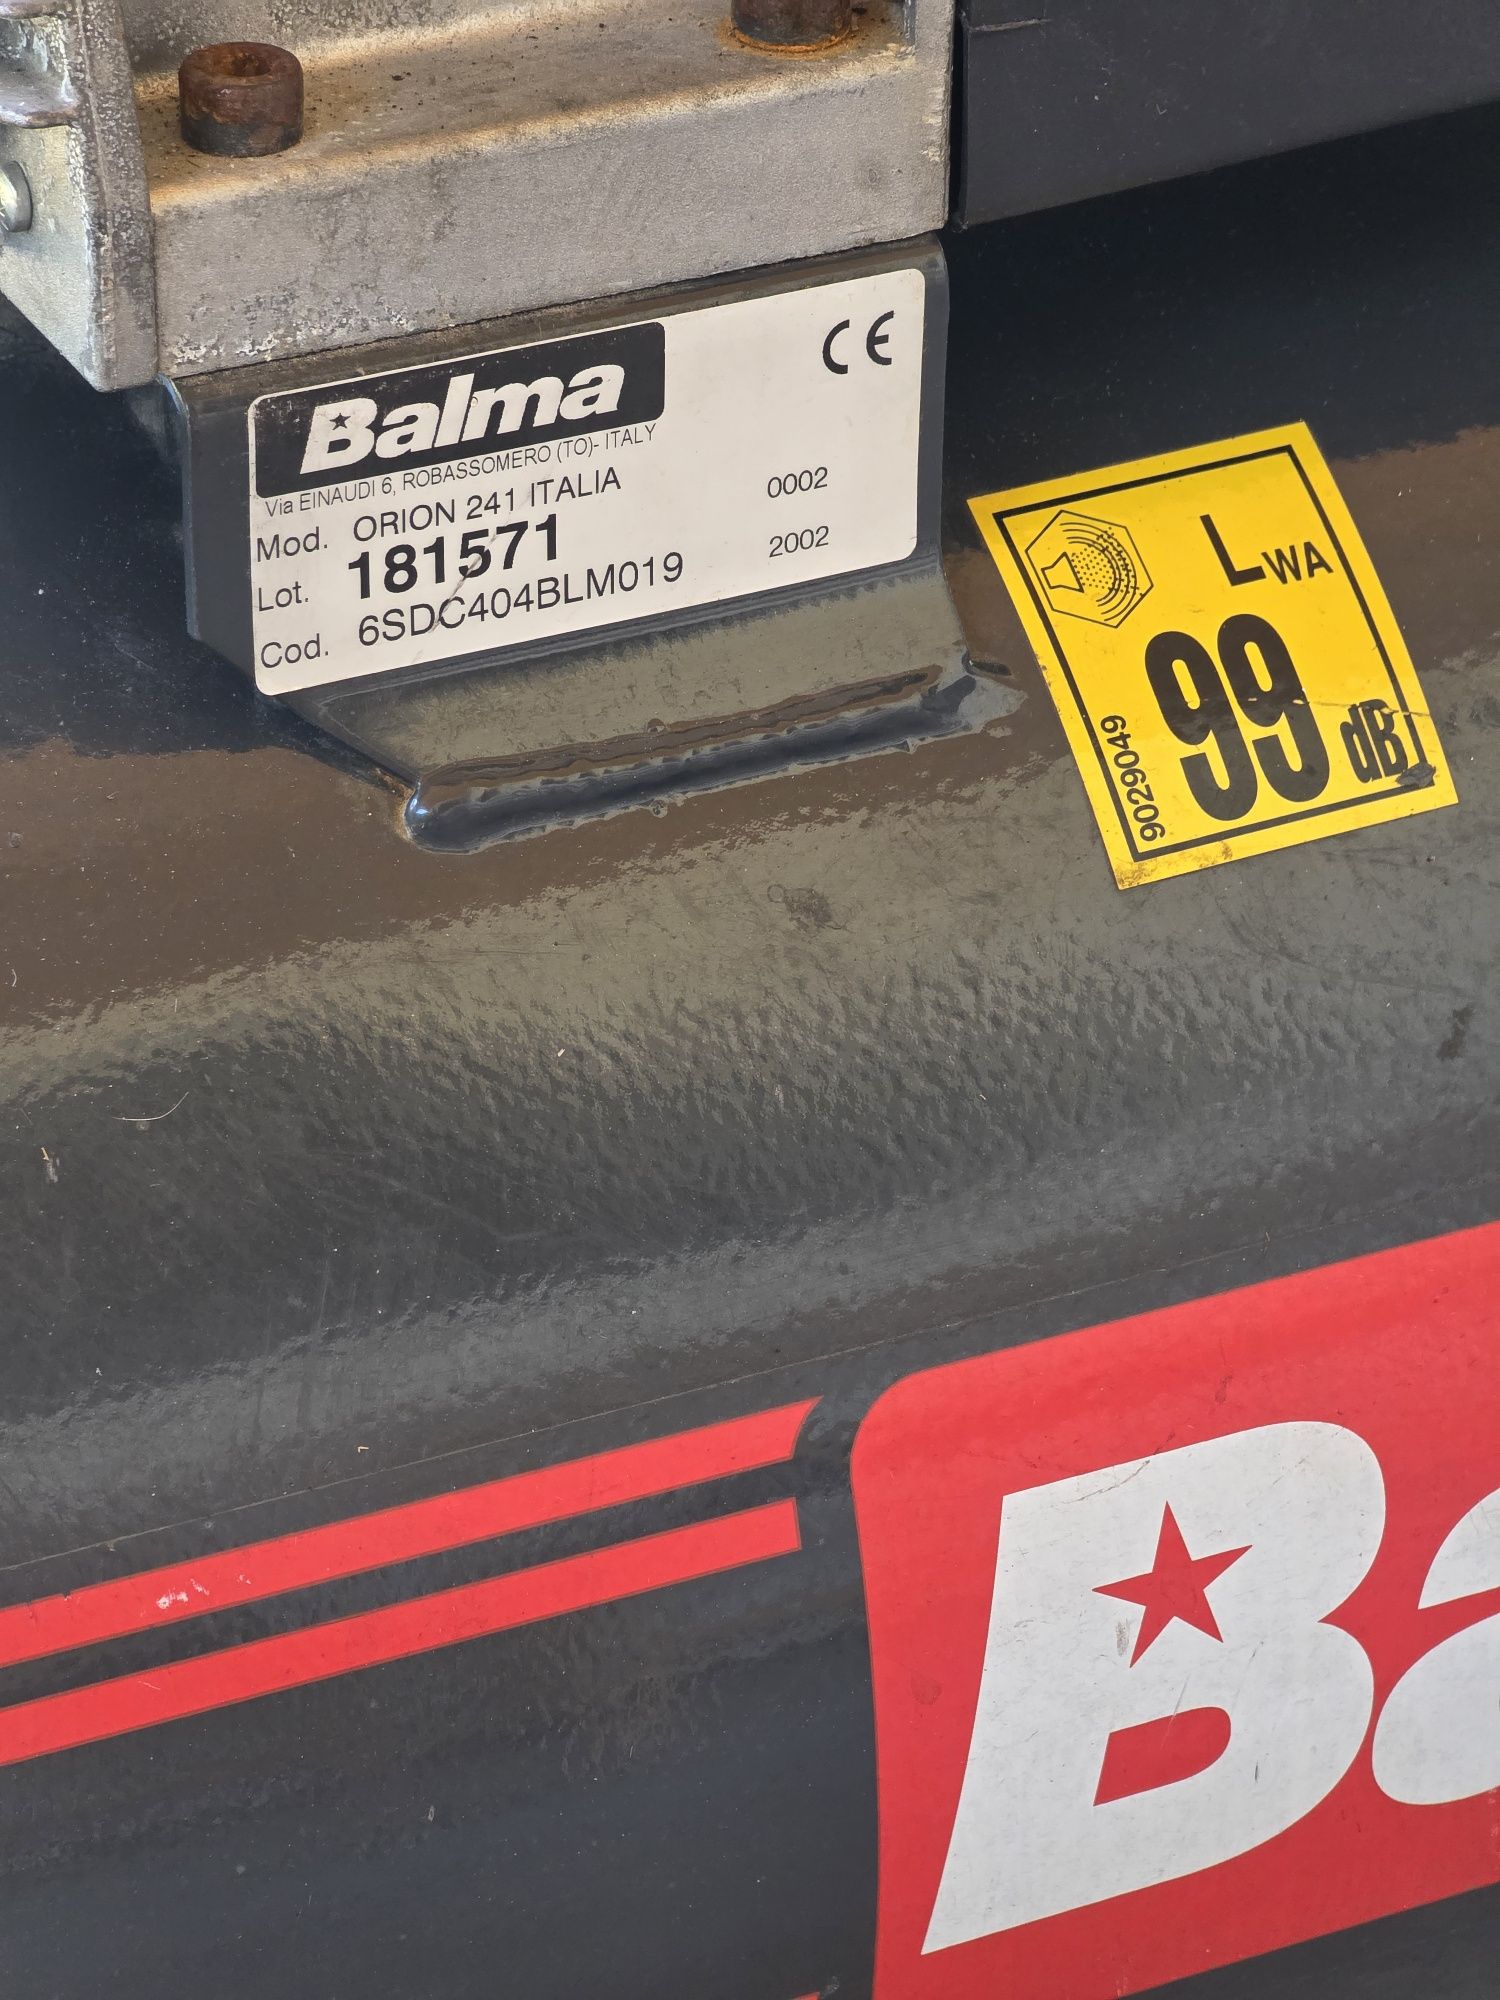 Balma
CE
Via EINAUDI 6, ROBASSOMERO (TO)- ITALY
Mod. ORION 241 ITALIA 0002
Lot. 181571 2002
Cod. 6SDC404BLM019
LWA
99 dB
9029049
Ba